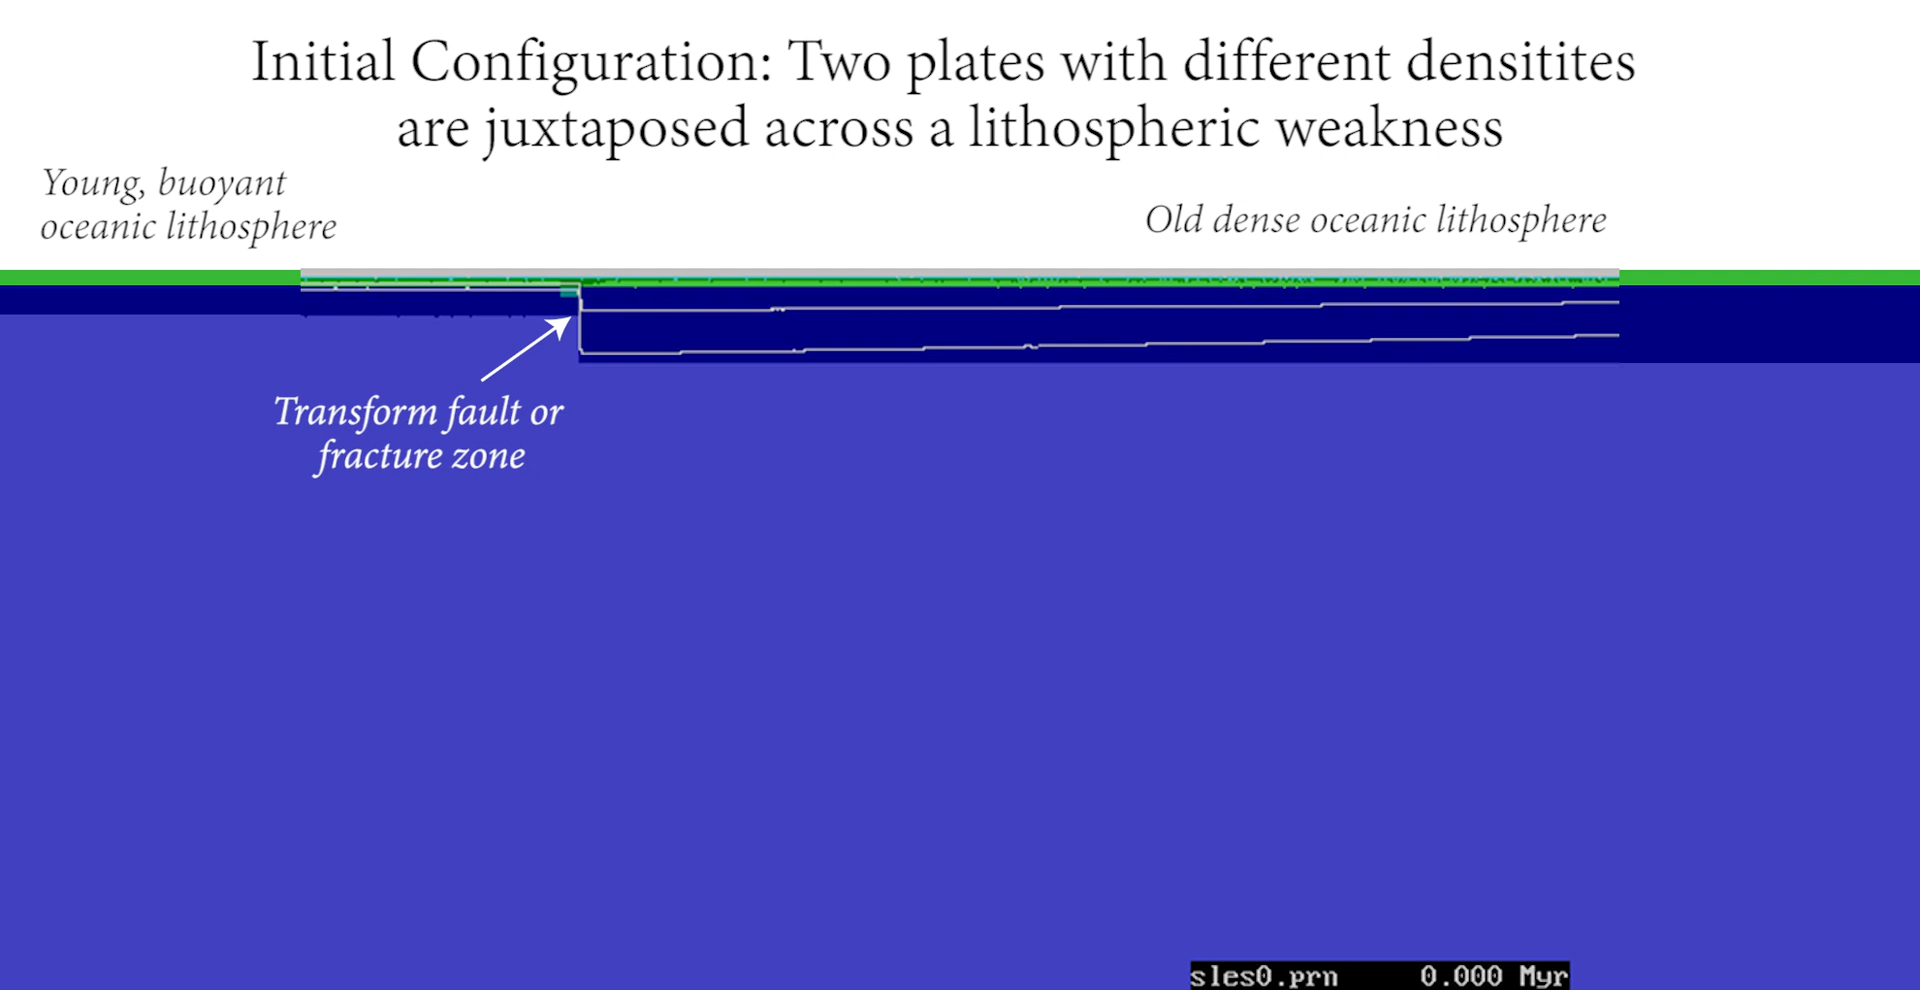 Initial Configuration: Two plates with different densitites
are juxtaposed across a lithospheric weakness
Young, buoyant
oceanic lithosphere
Old dense oceanic lithosphere
Transform fault or
fracture zone
sles0.prn 0.000 Myr